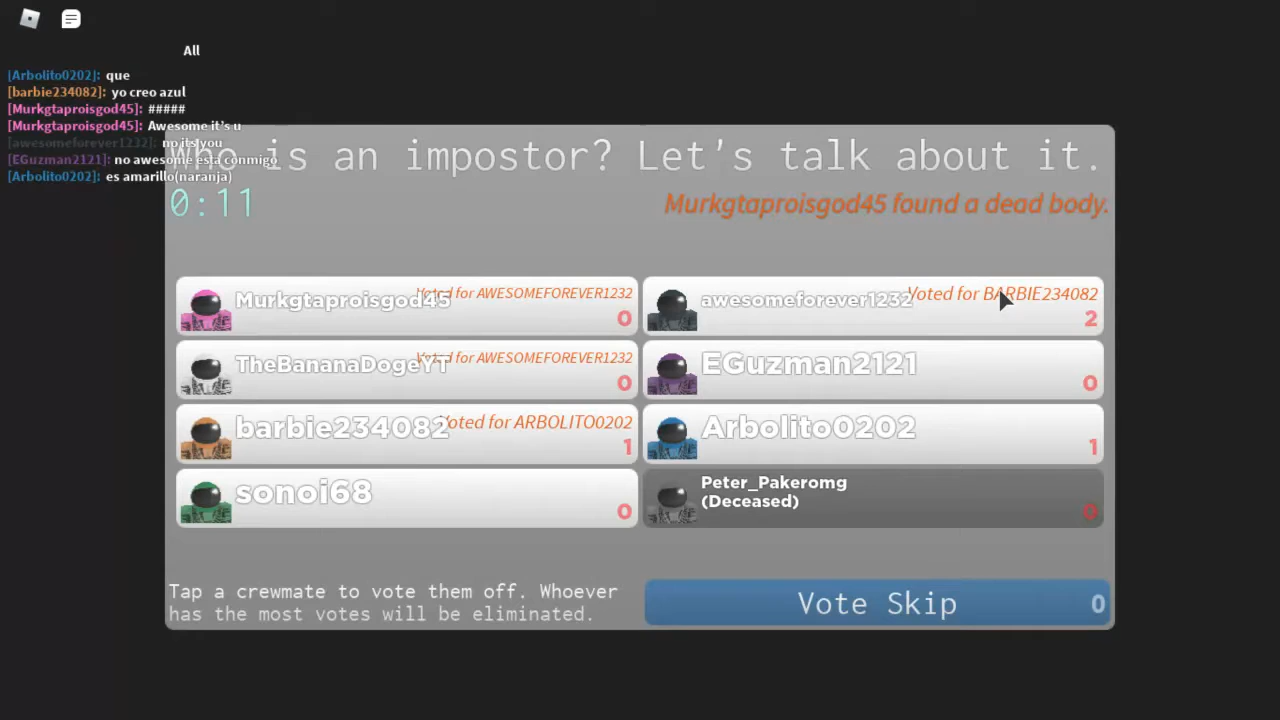 All
[Arbolito0202]: que
[barbie234082]: yo creo azul
[Murkgtaproisgod45]: #####
[Murkgtaproisgod45]: Awesome it's u
[awesomeforever1232]: no its you
[EGuzman2121]: no awesome esta conmigo
[Arbolito0202]: es amarillo(naranja)
Who is an impostor? Let's talk about it.
0:11
Murkgtaproisgod45 found a dead body.
Murkgtaproisgod45
Voted for AWESOMEFOREVER1232
0
awesomeforever1232
Voted for BARBIE234082
2
TheBananaDogeYT
Voted for AWESOMEFOREVER1232
0
EGuzman2121
0
barbie234082
Voted for ARBOLITO0202
1
Arbolito0202
1
sonoi68
0
Peter_Pakeromg
(Deceased)
0
Tap a crewmate to vote them off. Whoever
has the most votes will be eliminated.
Vote Skip
0